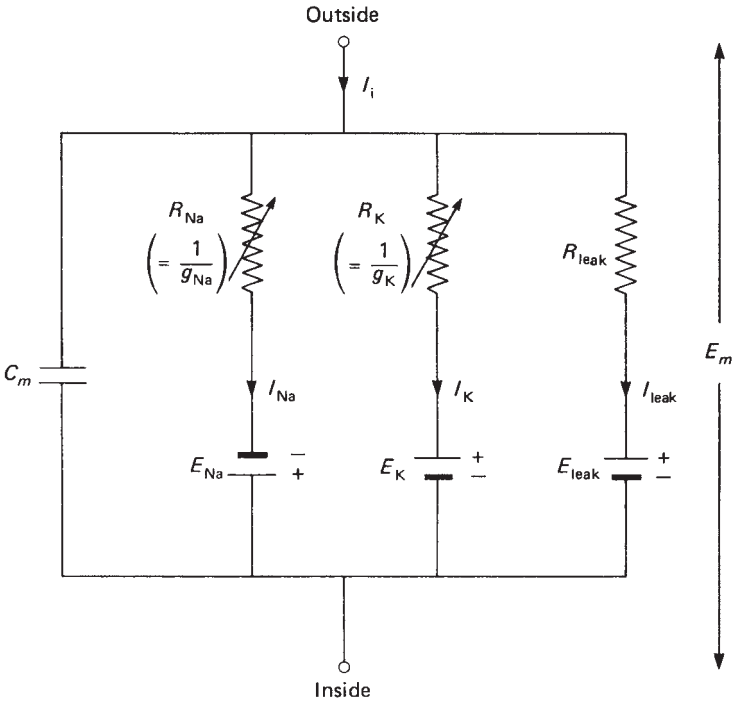 Outside
I_i
R_Na
(= 1/g_Na)
R_K
(= 1/g_K)
R_leak
C_m
E_m
I_Na
I_K
I_leak
E_Na
−
+
E_K
+
−
E_leak
+
−
Inside